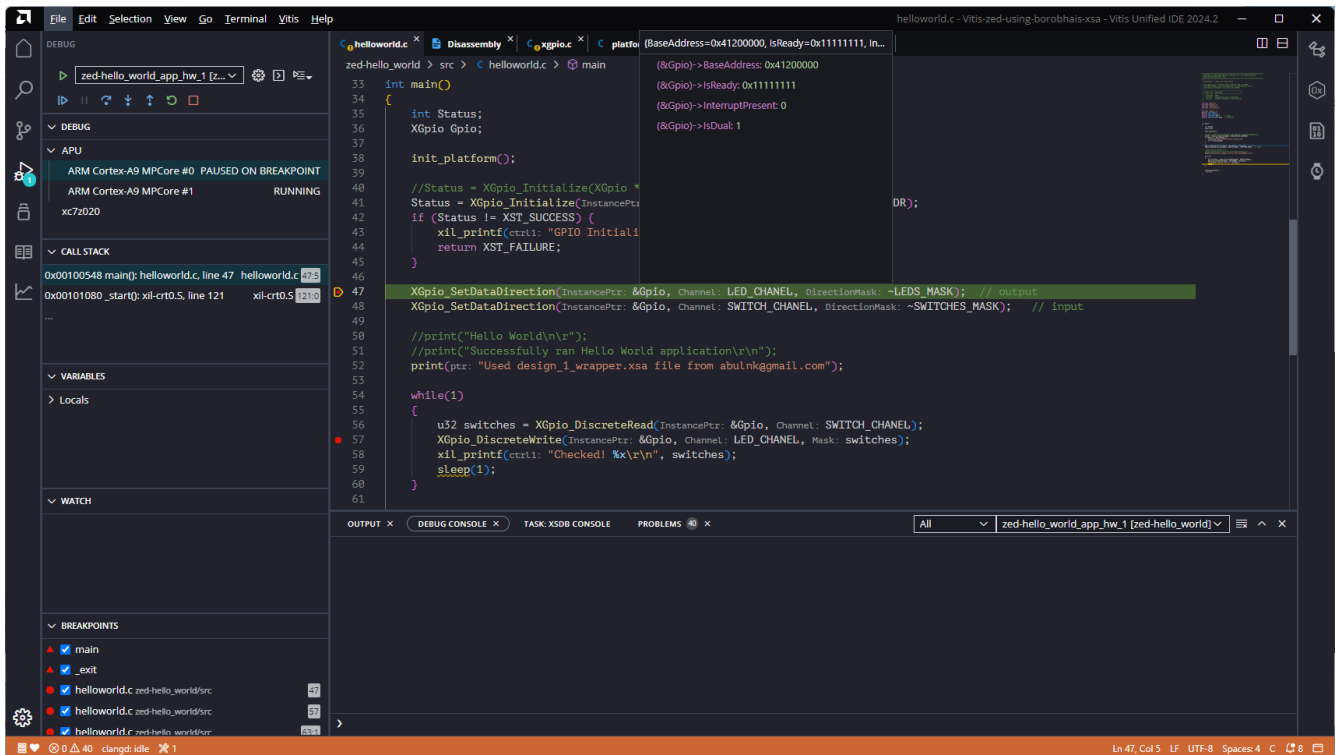 File Edit Selection View Go Terminal Vitis Help
helloworld.c - Vitis-zed-using-borobhais-xsa - Vitis Unified IDE 2024.2
DEBUG
zed-hello_world_app_hw_1 [z...
DEBUG
APU
ARM Cortex-A9 MPCore #0 PAUSED ON BREAKPOINT
ARM Cortex-A9 MPCore #1 RUNNING
xc7z020
1
CALL STACK
0x00100548 main(): helloworld.c, line 47 helloworld.c 47:5
0x00101080 _start(): xil-crt0.S, line 121 xil-crt0.S 121:0
...
VARIABLES
Locals
WATCH
BREAKPOINTS
main
_exit
helloworld.c zed-hello_world/src 47
helloworld.c zed-hello_world/src 57
helloworld.c zed-hello_world/src 63:1
helloworld.c Disassembly xgpio.c platfo
zed-hello_world > src > C helloworld.c > main
(BaseAddress=0x41200000, IsReady=0x11111111, In...
(&Gpio)->BaseAddress: 0x41200000
(&Gpio)->IsReady: 0x11111111
(&Gpio)->InterruptPresent: 0
(&Gpio)->IsDual: 1
33 int main()
34 {
35 int Status;
36 XGpio Gpio;
37
38 init_platform();
39
40 //Status = XGpio_Initialize(XGpio *
41 Status = XGpio_Initialize(InstancePt DR);
42 if (Status != XST_SUCCESS) {
43 xil_printf(ctrl1: "GPIO Initiali
44 return XST_FAILURE;
45 }
46
47 XGpio_SetDataDirection(InstancePtr: &Gpio, Channel: LED_CHANEL, DirectionMask: ~LEDS_MASK); // output
48 XGpio_SetDataDirection(InstancePtr: &Gpio, Channel: SWITCH_CHANEL, DirectionMask: ~SWITCHES_MASK); // input
49
50 //print("Hello World\n\r");
51 //print("Successfully ran Hello World application\r\n");
52 print(ptr: "Used design_1_wrapper.xsa file from abulnk@gmail.com");
53
54 while(1)
55 {
56 u32 switches = XGpio_DiscreteRead(InstancePtr: &Gpio, Channel: SWITCH_CHANEL);
57 XGpio_DiscreteWrite(InstancePtr: &Gpio, Channel: LED_CHANEL, Mask: switches);
58 xil_printf(ctrl1: "Checked! %x\r\n", switches);
59 sleep(1);
60 }
61
OUTPUT DEBUG CONSOLE TASK: XSDB CONSOLE PROBLEMS 40
All zed-hello_world_app_hw_1 [zed-hello_world]
0 40 clangd: idle 1
Ln 47, Col 5 LF UTF-8 Spaces: 4 C 8